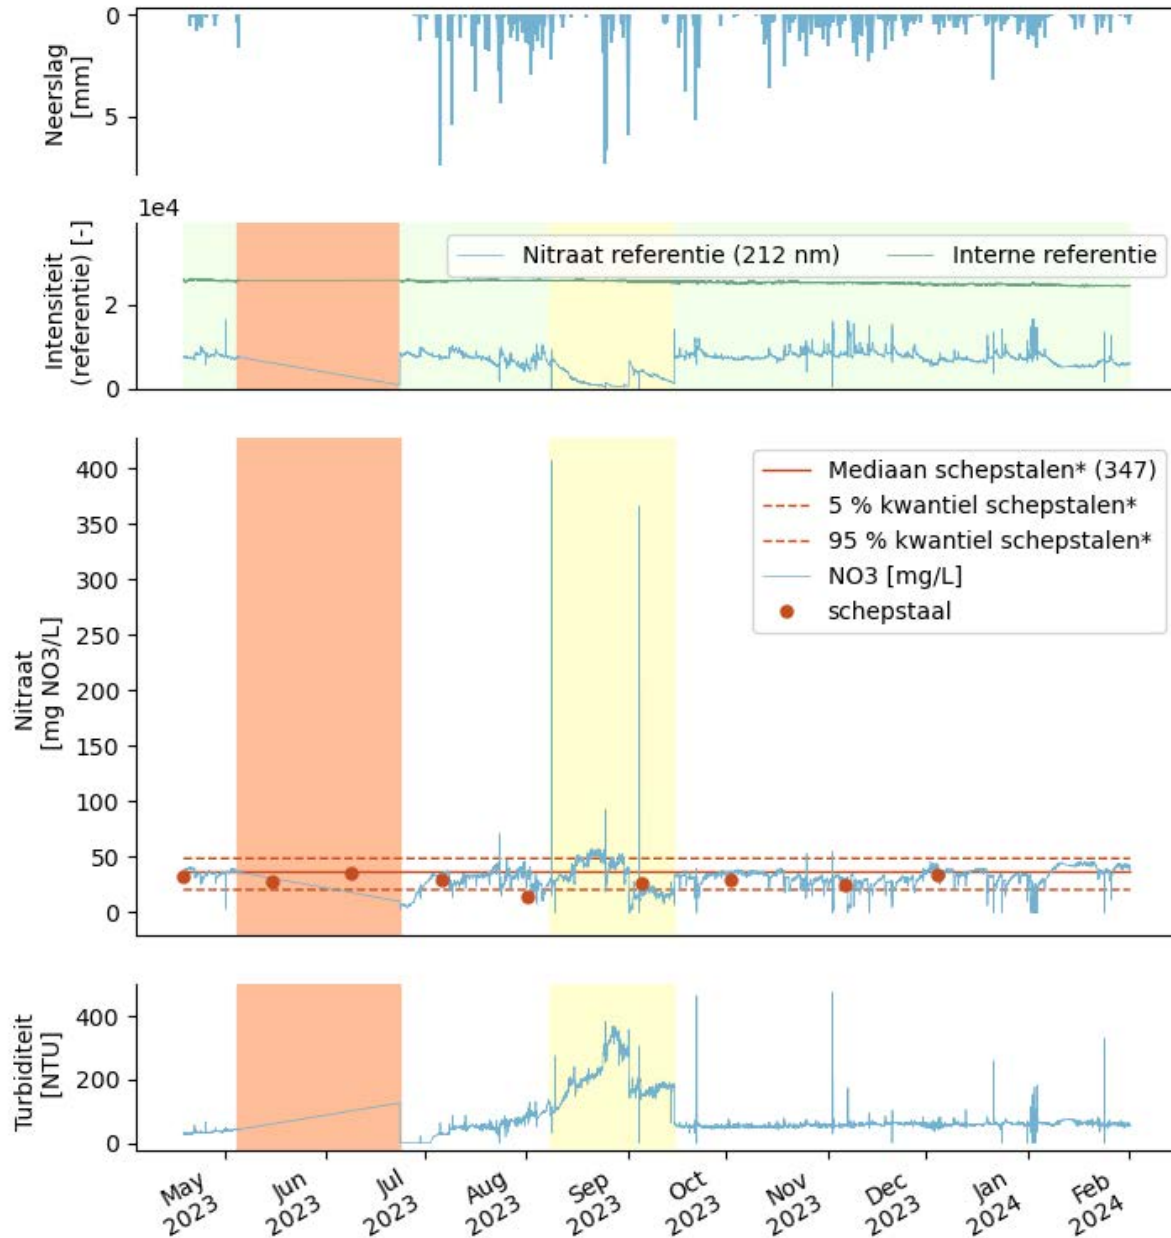 0
5
Neerslag
[mm]
1e4
Nitraat referentie (212 nm)
Interne referentie
2
0
Intensiteit
(referentie) [-]
Mediaan schepstalen* (347)
5 % kwantiel schepstalen*
95 % kwantiel schepstalen*
NO3 [mg/L]
schepstaal
400
350
300
250
200
150
100
50
0
Nitraat
[mg NO3/L]
400
200
0
Turbiditeit
[NTU]
May
2023
Jun
2023
Jul
2023
Aug
2023
Sep
2023
Oct
2023
Nov
2023
Dec
2023
Jan
2024
Feb
2024